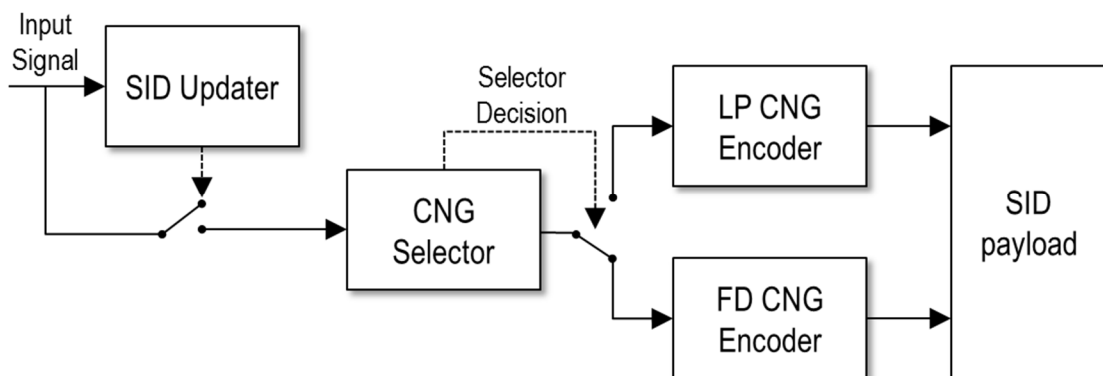 Input
Signal
SID Updater
Selector
Decision
CNG
Selector
LP CNG
Encoder
FD CNG
Encoder
SID
payload